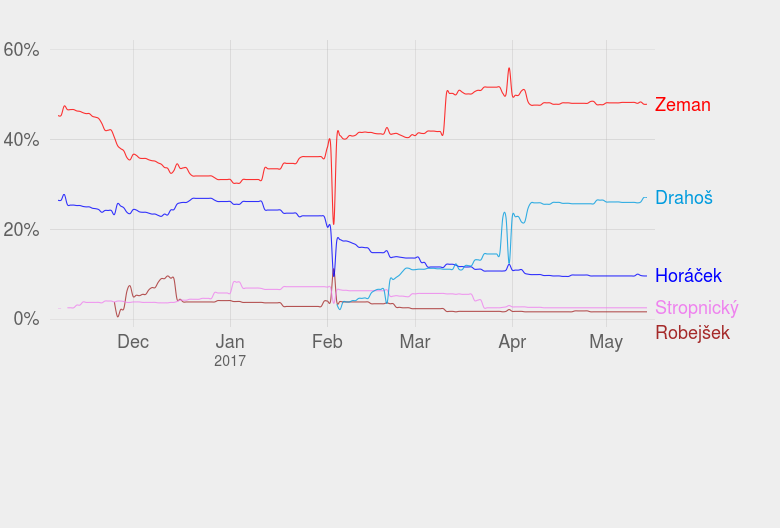 60%
Zeman
40%
Drahoš
20%
Horáček
Stropnický
0%
Robejšek
Dec Jan Feb Mar Apr May
2017